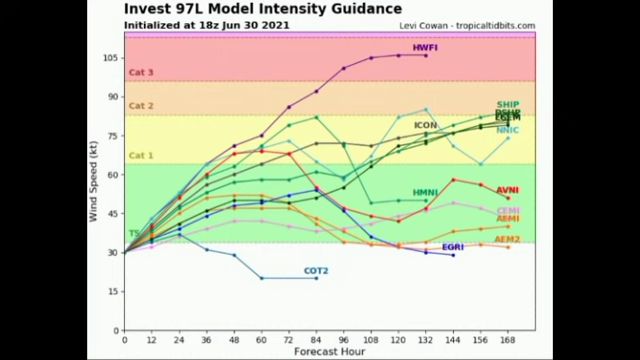 Invest 97L Model Intensity Guidance
Initialized at 18z Jun 30 2021
Levi Cowan - tropicaltidbits.com
Wind Speed (kt)
105
90
75
60
45
30
15
0
Cat 3
Cat 2
Cat 1
TS
HWFI
SHIP
ICON
NNIC
HMNI
AVNI
CEMI
AEMI
AEM2
EGRI
COT2
0 12 24 36 48 60 72 84 96 108 120 132 144 156 168
Forecast Hour